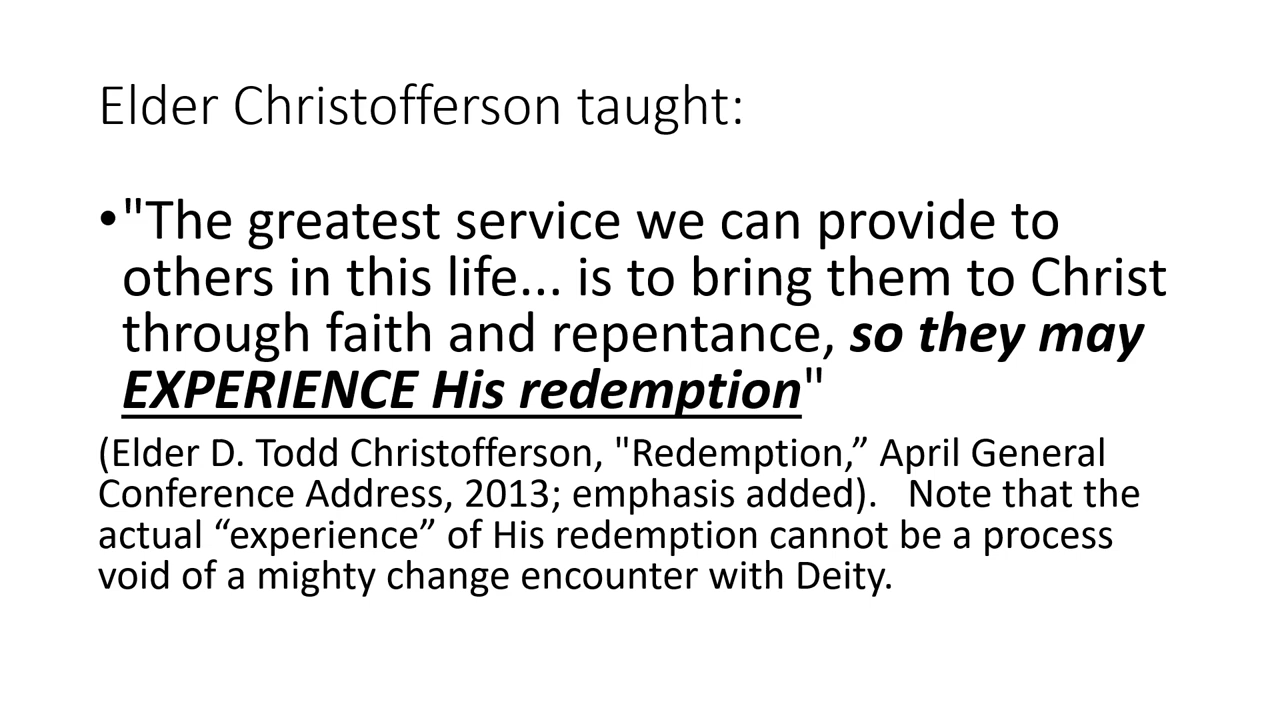 Elder Christofferson taught:
•"The greatest service we can provide to
others in this life... is to bring them to Christ
through faith and repentance, so they may
EXPERIENCE His redemption"
(Elder D. Todd Christofferson, "Redemption,” April General
Conference Address, 2013; emphasis added).   Note that the
actual “experience” of His redemption cannot be a process
void of a mighty change encounter with Deity.